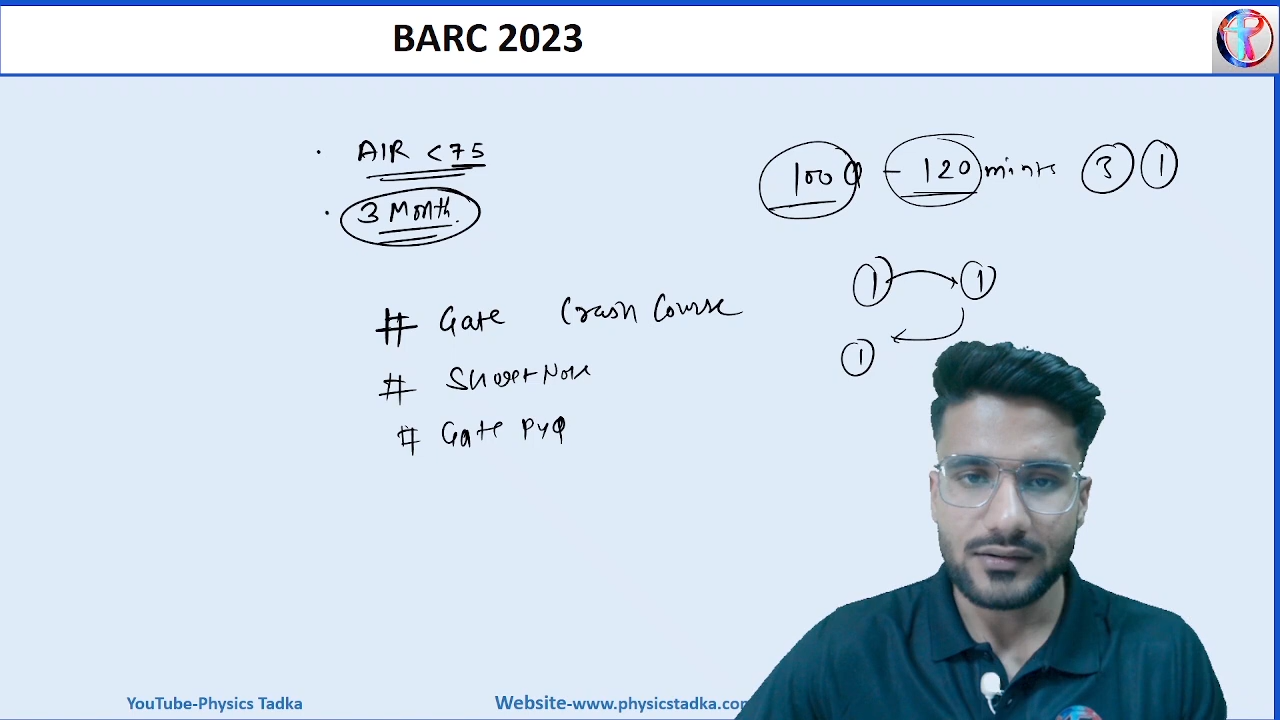 BARC 2023
AIR < 75
3 Month.
100 Q - 120 mints 3 1
1 1
1
# Gate Crash Course
# Short Note
# Gate PYQ
YouTube-Physics Tadka
Website-www.physicstadka.com